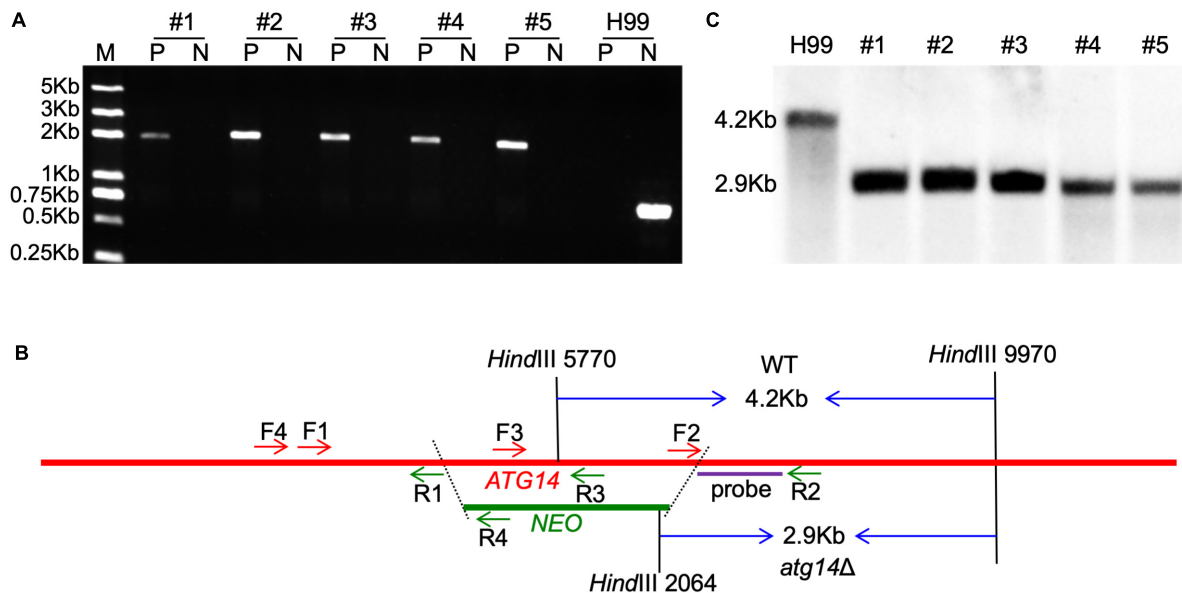 A
#1 #2 #3 #4 #5 H99
M P N P N P N P N P N P N
5Kb
3Kb
2Kb
1Kb
0.75Kb
0.5Kb
0.25Kb
C
H99 #1 #2 #3 #4 #5
4.2Kb
2.9Kb
B
HindIII 5770 WT HindIII 9970
4.2Kb
F4 F1 F3 F2
R1 ATG14 R3 probe R2
R4 NEO 2.9Kb
atg14Δ
HindIII 2064